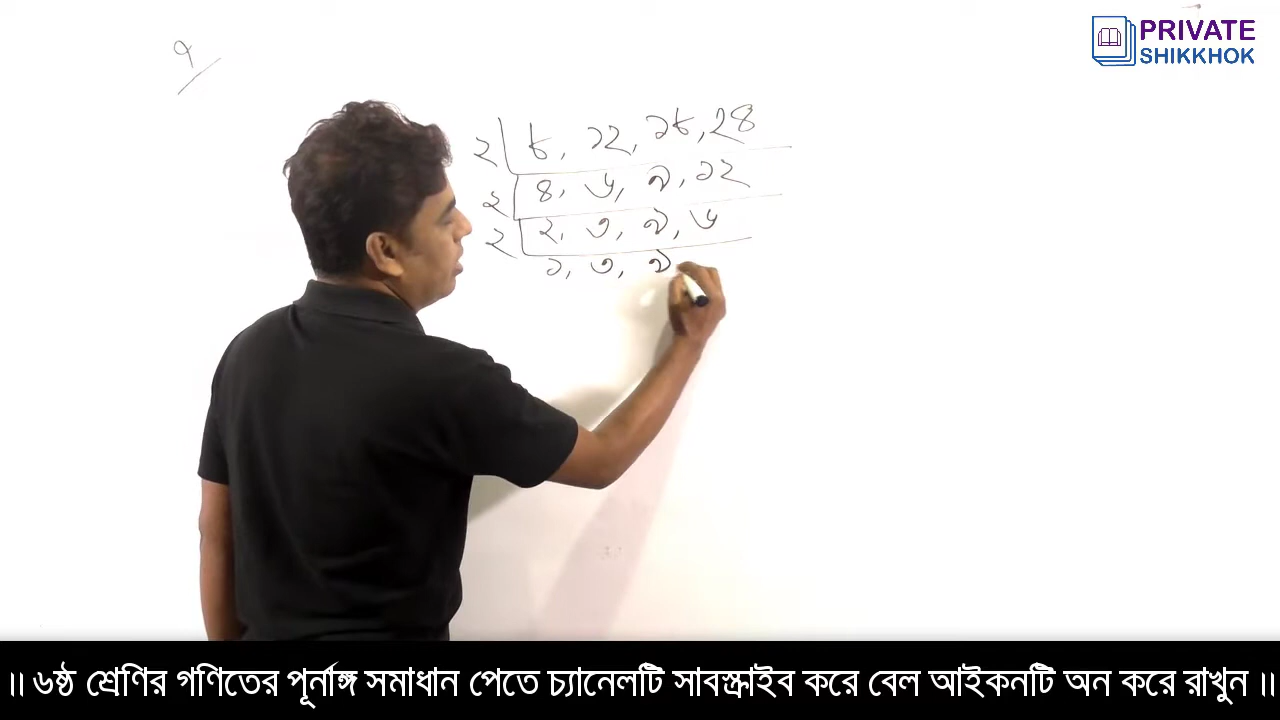 PRIVATE
SHIKKHOK
৭
২ ৮, ১২, ১৮, ২৪
২ ৪, ৬, ৯, ১২
২ ২, ৩, ৯, ৬
১, ৩, ৯
॥ ৬ষ্ঠ শ্রেণির গণিতের পূর্নাঙ্গ সমাধান পেতে চ্যানেলটি সাবস্ক্রাইব করে বেল আইকনটি অন করে রাখুন ॥